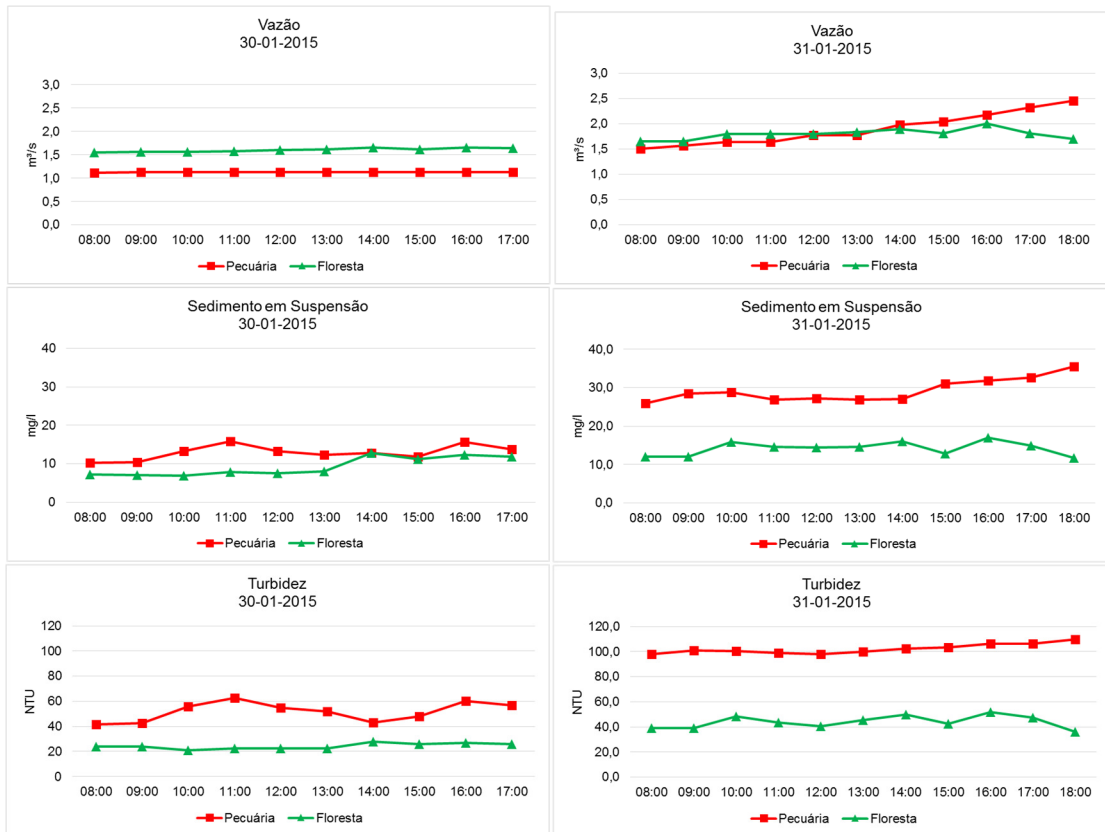 Vazão
30-01-2015
3,0
2,5
2,0
1,5
1,0
0,5
0,0
m³/s
08:00 09:00 10:00 11:00 12:00 13:00 14:00 15:00 16:00 17:00
Pecuária Floresta
Vazão
31-01-2015
3,0
2,5
2,0
1,5
1,0
0,5
0,0
m³/s
08:00 09:00 10:00 11:00 12:00 13:00 14:00 15:00 16:00 17:00 18:00
Pecuária Floresta
Sedimento em Suspensão
30-01-2015
40
30
20
10
0
mg/l
08:00 09:00 10:00 11:00 12:00 13:00 14:00 15:00 16:00 17:00
Pecuária Floresta
Sedimento em Suspensão
31-01-2015
40,0
30,0
20,0
10,0
0,0
mg/l
08:00 09:00 10:00 11:00 12:00 13:00 14:00 15:00 16:00 17:00 18:00
Pecuária Floresta
Turbidez
30-01-2015
120
100
80
60
40
20
0
NTU
08:00 09:00 10:00 11:00 12:00 13:00 14:00 15:00 16:00 17:00
Pecuária Floresta
Turbidez
31-01-2015
120,0
100,0
80,0
60,0
40,0
20,0
0,0
NTU
08:00 09:00 10:00 11:00 12:00 13:00 14:00 15:00 16:00 17:00 18:00
Pecuária Floresta